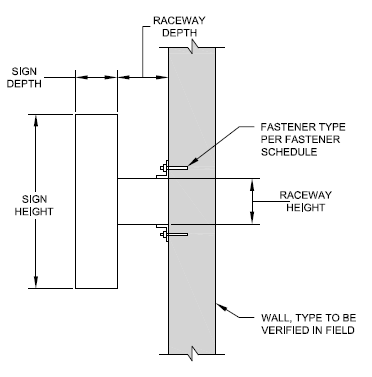 RACEWAY
DEPTH
SIGN
DEPTH
FASTENER TYPE
PER FASTENER
SCHEDULE
SIGN
HEIGHT
RACEWAY
HEIGHT
WALL, TYPE TO BE
VERIFIED IN FIELD